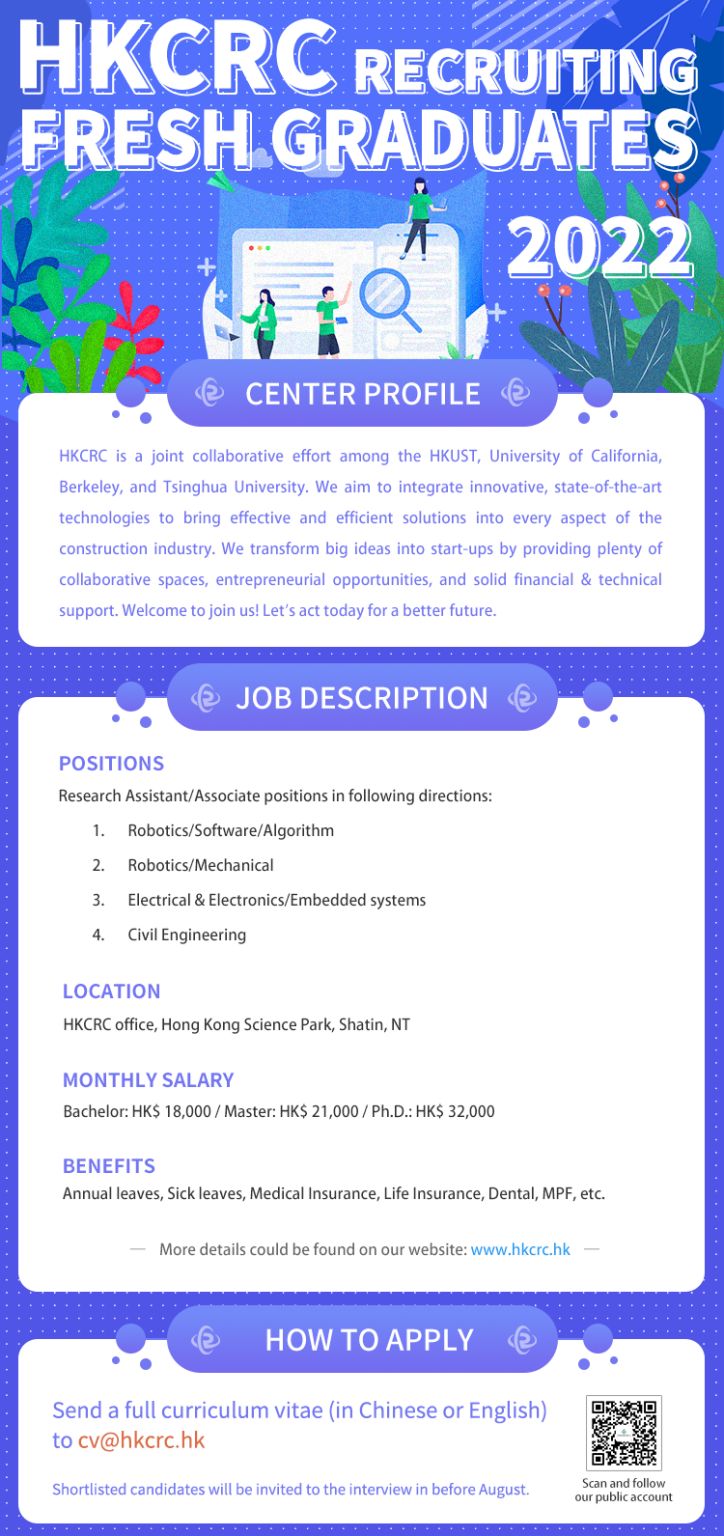 HKCRC RECRUITING
FRESH GRADUATES
2022
CENTER PROFILE
HKCRC is a joint collaborative effort among the HKUST, University of California,
Berkeley, and Tsinghua University. We aim to integrate innovative, state-of-the-art
technologies to bring effective and efficient solutions into every aspect of the
construction industry. We transform big ideas into start-ups by providing plenty of
collaborative spaces, entrepreneurial opportunities, and solid financial & technical
support. Welcome to join us! Let's act today for a better future.
JOB DESCRIPTION
POSITIONS
Research Assistant/Associate positions in following directions:
1. Robotics/Software/Algorithm
2. Robotics/Mechanical
3. Electrical & Electronics/Embedded systems
4. Civil Engineering
LOCATION
HKCRC office, Hong Kong Science Park, Shatin, NT
MONTHLY SALARY
Bachelor: HK$ 18,000 / Master: HK$ 21,000 / Ph.D.: HK$ 32,000
BENEFITS
Annual leaves, Sick leaves, Medical Insurance, Life Insurance, Dental, MPF, etc.
— More details could be found on our website: www.hkcrc.hk —
HOW TO APPLY
Send a full curriculum vitae (in Chinese or English)
to cv@hkcrc.hk
Shortlisted candidates will be invited to the interview in before August.
Scan and follow
our public account